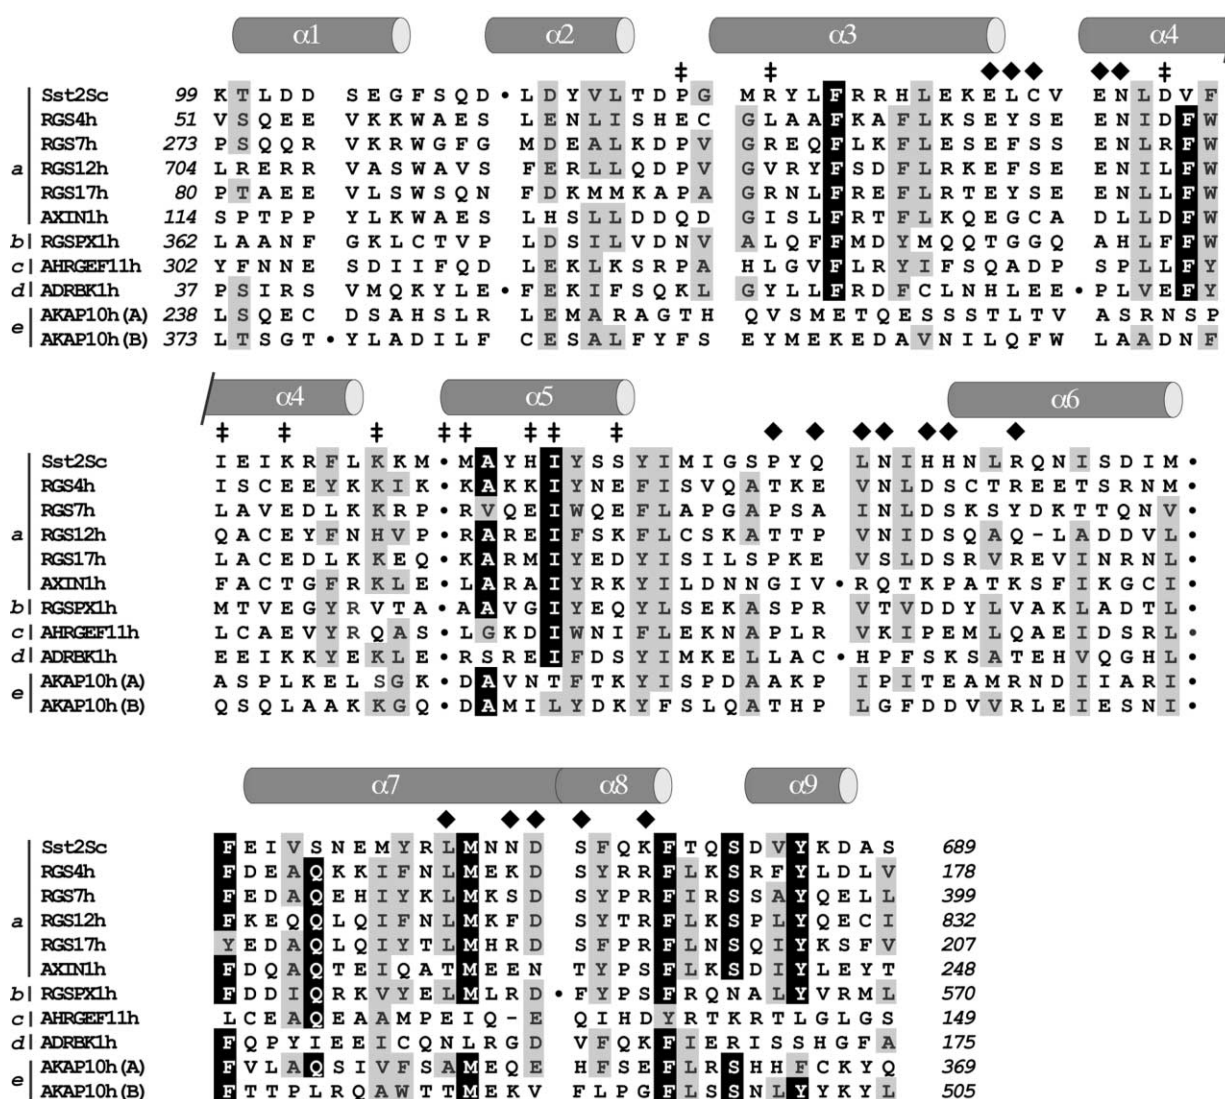 α1 α2 α3 α4
‡ ‡ ◆ ◆ ◆ ◆ ◆ ‡
Sst2Sc 99 K T L D D S E G F S Q D • L D Y V L T D P G M R Y L F R R H L E K E L C V E N L D V F
RGS4h 51 V S Q E E V K K W A E S L E N L I S H E C G L A A F K A F L K S E Y S E E N I D F W
RGS7h 273 P S Q Q R V K R W G F G M D E A L K D P V G R E Q F L K F L E S E F S S E N L R F W
a RGS12h 704 L R E R R V A S W A V S F E R L L Q D P V G V R Y F S D F L R K E F S E E N I L F W
RGS17h 80 P T A E E V L S W S Q N F D K M M K A P A G R N L F R E F L R T E Y S E E N L L F W
AXIN1h 114 S P T P P Y L K W A E S L H S L L D D Q D G I S L F R T F L K Q E G C A D L L D F W
b RGSPX1h 362 L A A N F G K L C T V P L D S I L V D N V A L Q F F M D Y M Q Q T G G Q A H L F F W
c AHRGEF11h 302 Y F N N E S D I I F Q D L E K L K S R P A H L G V F L R Y I F S Q A D P S P L L F Y
d ADRBK1h 37 P S I R S V M Q K Y L E • F E K I F S Q K L G Y L L F R D F C L N H L E E • P L V E F Y
e AKAP10h(A) 238 L S Q E C D S A H S L R L E M A R A G T H Q V S M E T Q E S S S T L T V A S R N S P
AKAP10h(B) 373 L T S G T • Y L A D I L F C E S A L F Y F S E Y M E K E D A V N I L Q F W L A A D N F
α4 α5 α6
‡ ‡ ‡ ‡ ‡ ‡ ‡ ‡ ◆ ◆ ◆ ◆ ◆ ◆ ◆
Sst2Sc I E I K R F L K K M • M A Y H I Y S S Y I M I G S P Y Q L N I H H N L R Q N I S D I M •
RGS4h I S C E E Y K K I K • K A K K I Y N E F I S V Q A T K E V N L D S C T R E E T S R N M •
RGS7h L A V E D L K K R P • R V Q E I W Q E F L A P G A P S A I N L D S K S Y D K T T Q N V •
a RGS12h Q A C E Y F N H V P • R A R E I F S K F L C S K A T T P V N I D S Q A Q - L A D D V L •
RGS17h L A C E D L K K E Q • K A R M I Y E D Y I S I L S P K E V S L D S R V R E V I N R N L •
AXIN1h F A C T G F R K L E • L A R A I Y R K Y I L D N N G I V • R Q T K P A T K S F I K G C I •
b RGSPX1h M T V E G Y R V T A • A A V G I Y E Q Y L S E K A S P R V T V D D Y L V A K L A D T L •
c AHRGEF11h L C A E V Y R Q A S • L G K D I W N I F L E K N A P L R V K I P E M L Q A E I D S R L •
d ADRBK1h E E I K K Y E K L E • R S R E I F D S Y I M K E L L A C • H P F S K S A T E H V Q G H L •
e AKAP10h(A) A S P L K E L S G K • D A V N T F T K Y I S P D A A K P I P I T E A M R N D I I A R I •
AKAP10h(B) Q S Q L A A K K G Q • D A M I L Y D K Y F S L Q A T H P L G F D D V V R L E I E S N I •
α7 α8 α9
◆ ◆ ◆ ◆ ◆
Sst2Sc F E I V S N E M Y R L M N N D S F Q K F T Q S D V Y K D A S 689
RGS4h F D E A Q K K I F N L M E K D S Y R R F L K S R F Y L D L V 178
RGS7h F E D A Q E H I Y K L M K S D S Y P R F I R S S A Y Q E L L 399
a RGS12h F K E Q Q L Q I F N L M K F D S Y T R F L K S P L Y Q E C I 832
RGS17h Y E D A Q L Q I Y T L M H R D S F P R F L N S Q I Y K S F V 207
AXIN1h F D Q A Q T E I Q A T M E E N T Y P S F L K S D I Y L E Y T 248
b RGSPX1h F D D I Q R K V Y E L M L R D • F Y P S F R Q N A L Y V R M L 570
c AHRGEF11h L C E A Q E A A M P E I Q - E Q I H D Y R T K R T L G L G S 149
d ADRBK1h F Q P Y I E E I C Q N L R G D V F Q K F I E R I S S H G F A 175
e AKAP10h(A) F V L A Q S I V F S A M E Q E H F S E F L R S H H F C K Y Q 369
AKAP10h(B) F T T P L R Q A W T T M E K V F L P G F L S S N L Y Y K Y L 505